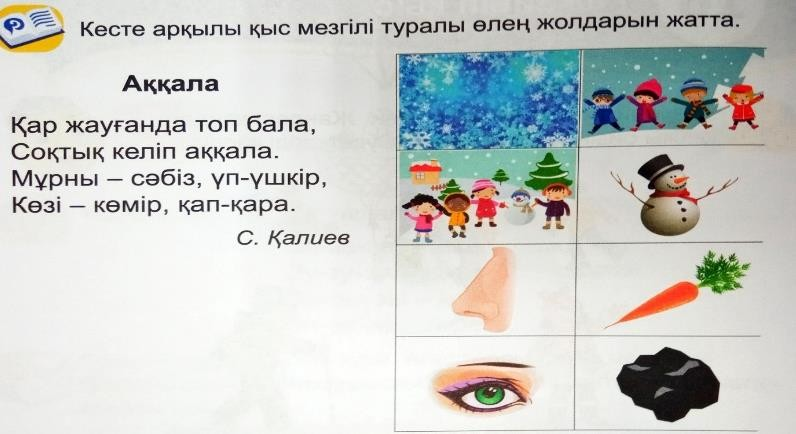 Кесте арқылы қыс мезгілі туралы өлең жолдарын жатта.
Аққала
Қар жауғанда топ бала,
Соқтық келіп аққала.
Мұрны – сәбіз, үп-үшкір,
Көзі – көмір, қап-қара.
С. Қалиев